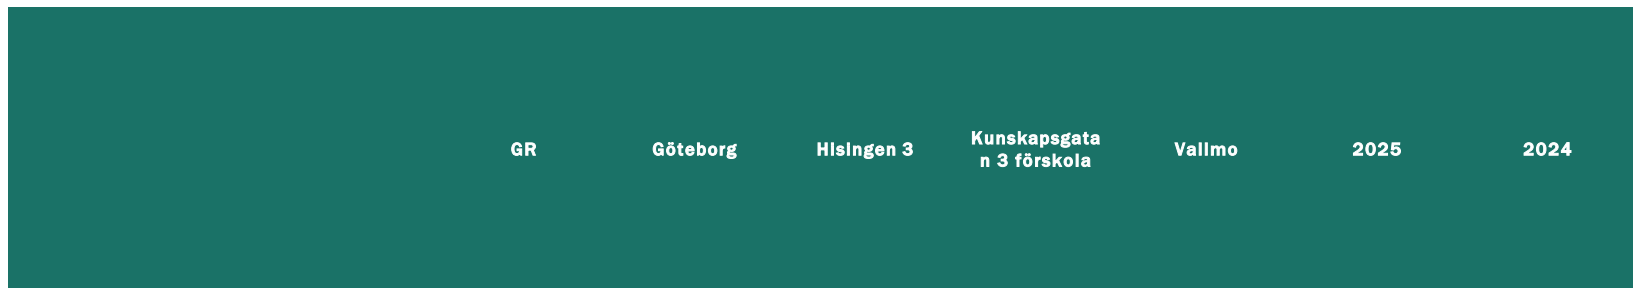 GR
Göteborg
Hisingen 3
Kunskapsgata
n 3 förskola
Vallmo
2025
2024